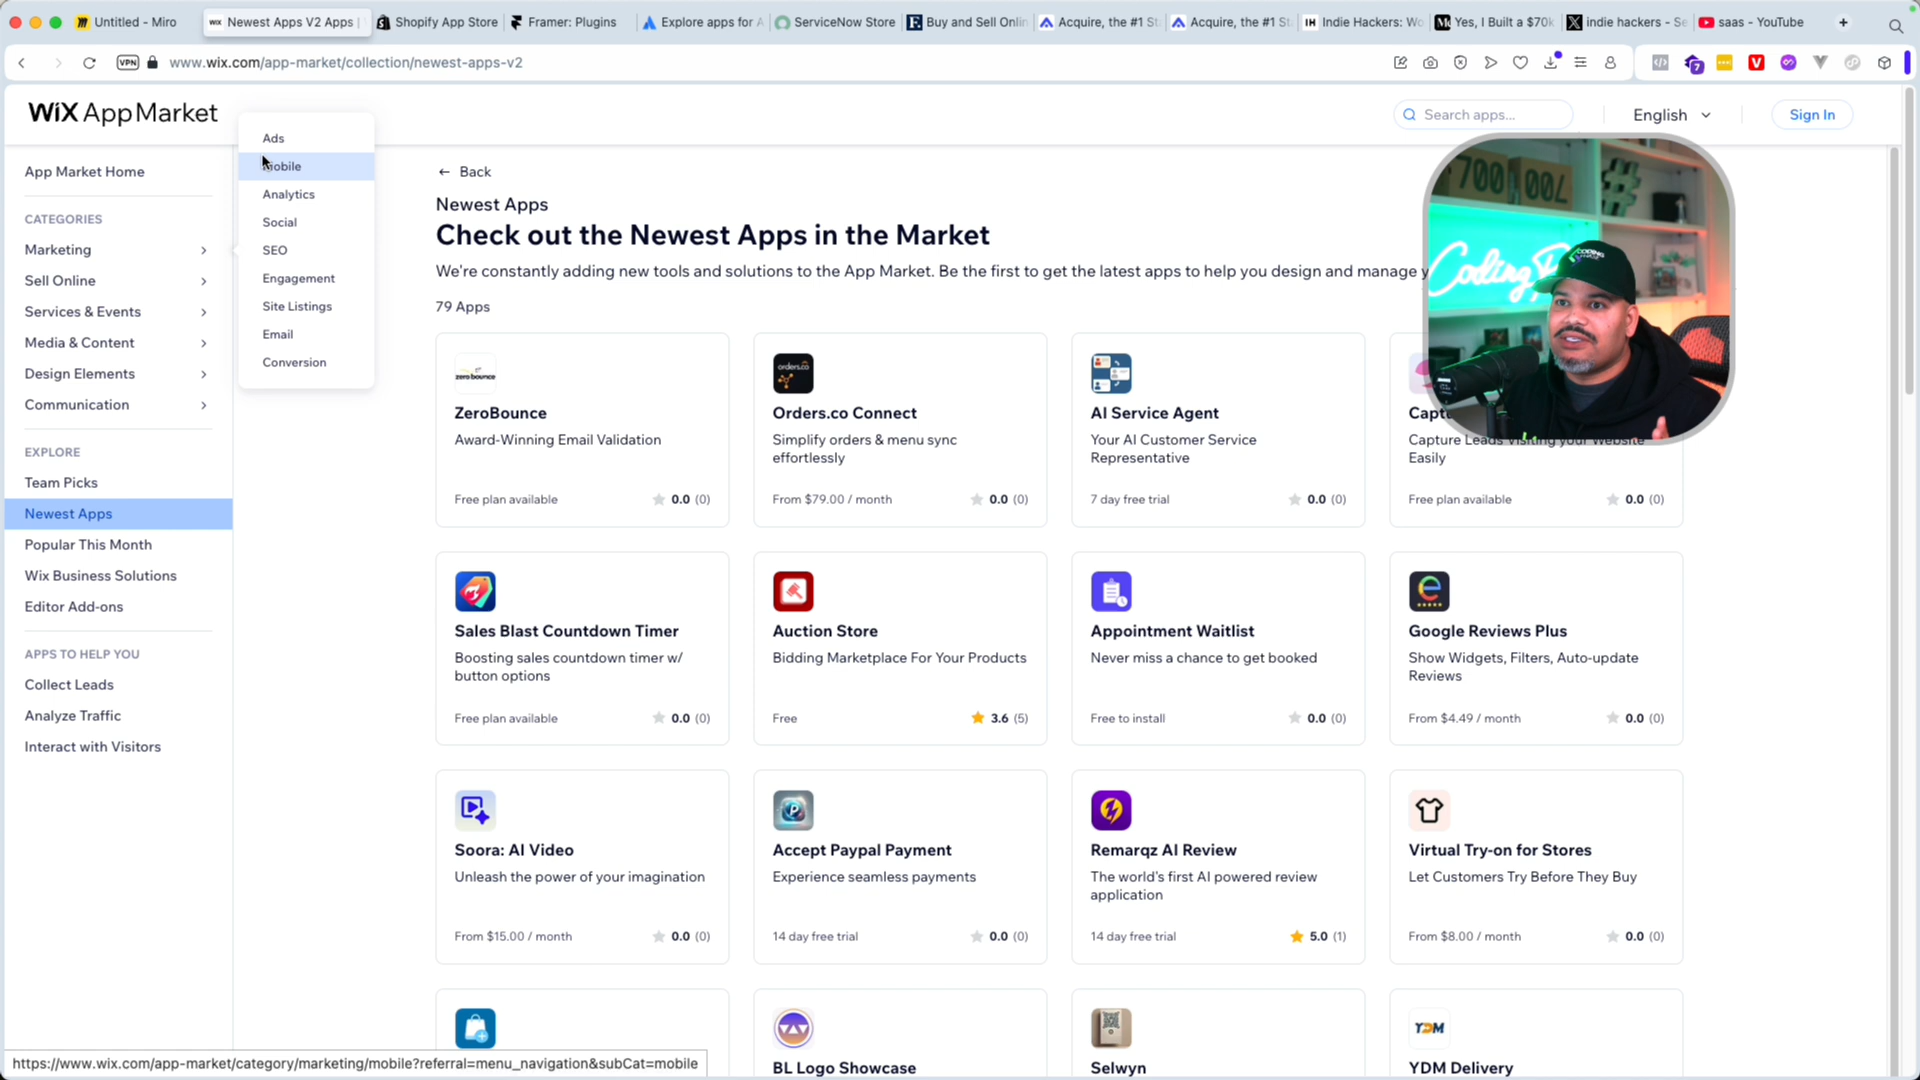 Untitled - Miro
Newest Apps V2 Apps |
Shopify App Store
Framer: Plugins
Explore apps for A
ServiceNow Store
Buy and Sell Onlin
Acquire, the #1 St
Acquire, the #1 St
IH Indie Hackers: Wo
Yes, I Built a $70k
indie hackers - Se
saas - YouTube
VPN
www.wix.com/app-market/collection/newest-apps-v2
7
WiX App Market
Search apps...
English
Sign In
App Market Home
CATEGORIES
Marketing
Sell Online
Services & Events
Media & Content
Design Elements
Communication
EXPLORE
Team Picks
Newest Apps
Popular This Month
Wix Business Solutions
Editor Add-ons
APPS TO HELP YOU
Collect Leads
Analyze Traffic
Interact with Visitors
Ads
Mobile
Analytics
Social
SEO
Engagement
Site Listings
Email
Conversion
← Back
Newest Apps
Check out the Newest Apps in the Market
We're constantly adding new tools and solutions to the App Market. Be the first to get the latest apps to help you design and manage y
79 Apps
zero bounce
ZeroBounce
Award-Winning Email Validation
Free plan available
0.0 (0)
orders.co
Orders.co Connect
Simplify orders & menu sync
effortlessly
From $79.00 / month
0.0 (0)
AI Service Agent
Your AI Customer Service
Representative
7 day free trial
0.0 (0)
Capture Leads Visiting your Website
Easily
Free plan available
0.0 (0)
Sales Blast Countdown Timer
Boosting sales countdown timer w/
button options
Free plan available
0.0 (0)
Auction Store
Bidding Marketplace For Your Products
Free
3.6 (5)
Appointment Waitlist
Never miss a chance to get booked
Free to install
0.0 (0)
Google Reviews Plus
Show Widgets, Filters, Auto-update
Reviews
From $4.49 / month
0.0 (0)
Soora: AI Video
Unleash the power of your imagination
From $15.00 / month
0.0 (0)
Accept Paypal Payment
Experience seamless payments
14 day free trial
0.0 (0)
Remarqz AI Review
The world's first AI powered review
application
14 day free trial
5.0 (1)
Virtual Try-on for Stores
Let Customers Try Before They Buy
From $8.00 / month
0.0 (0)
BL Logo Showcase
Selwyn
YDM
YDM Delivery
https://www.wix.com/app-market/category/marketing/mobile?referral=menu_navigation&subCat=mobile
Coding
#